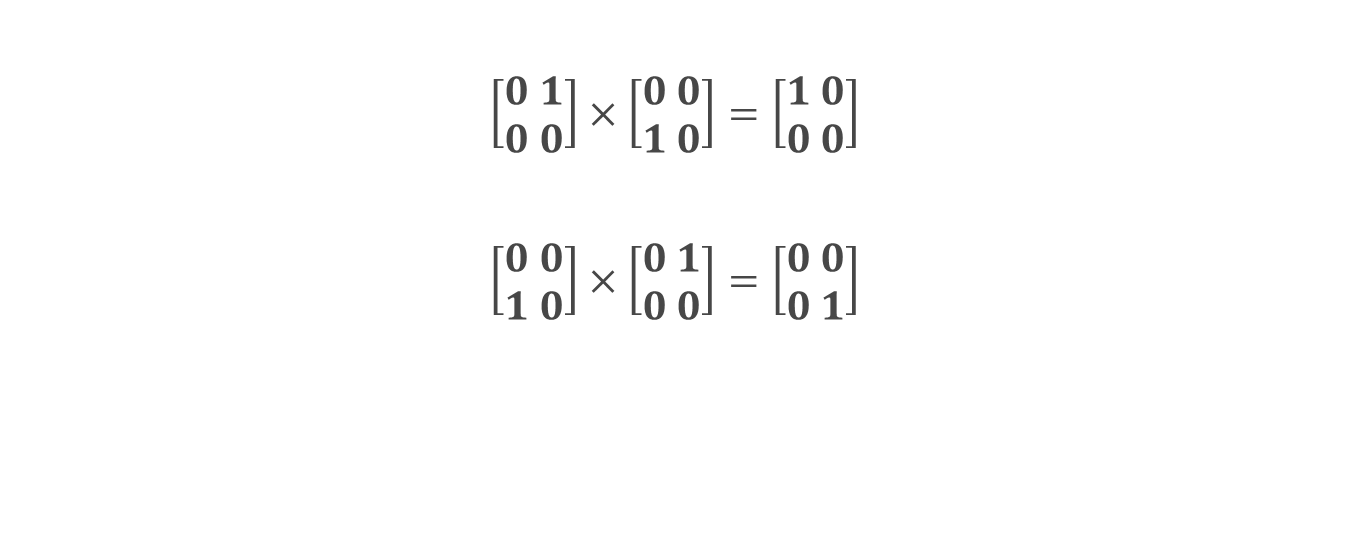 [0 1
0 0] × [0 0
1 0] = [1 0
0 0]
[0 0
1 0] × [0 1
0 0] = [0 0
0 1]